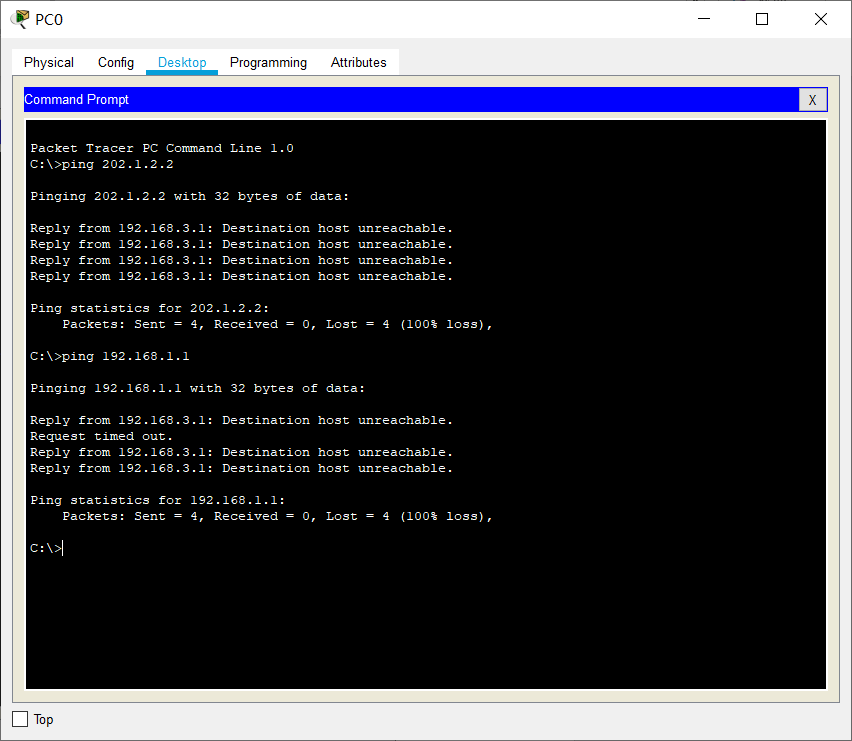 PC0
Physical Config Desktop Programming Attributes
Command Prompt X
Packet Tracer PC Command Line 1.0
C:\>ping 202.1.2.2
Pinging 202.1.2.2 with 32 bytes of data:
Reply from 192.168.3.1: Destination host unreachable.
Reply from 192.168.3.1: Destination host unreachable.
Reply from 192.168.3.1: Destination host unreachable.
Reply from 192.168.3.1: Destination host unreachable.
Ping statistics for 202.1.2.2:
    Packets: Sent = 4, Received = 0, Lost = 4 (100% loss),
C:\>ping 192.168.1.1
Pinging 192.168.1.1 with 32 bytes of data:
Reply from 192.168.3.1: Destination host unreachable.
Request timed out.
Reply from 192.168.3.1: Destination host unreachable.
Reply from 192.168.3.1: Destination host unreachable.
Ping statistics for 192.168.1.1:
    Packets: Sent = 4, Received = 0, Lost = 4 (100% loss),
C:\>
Top